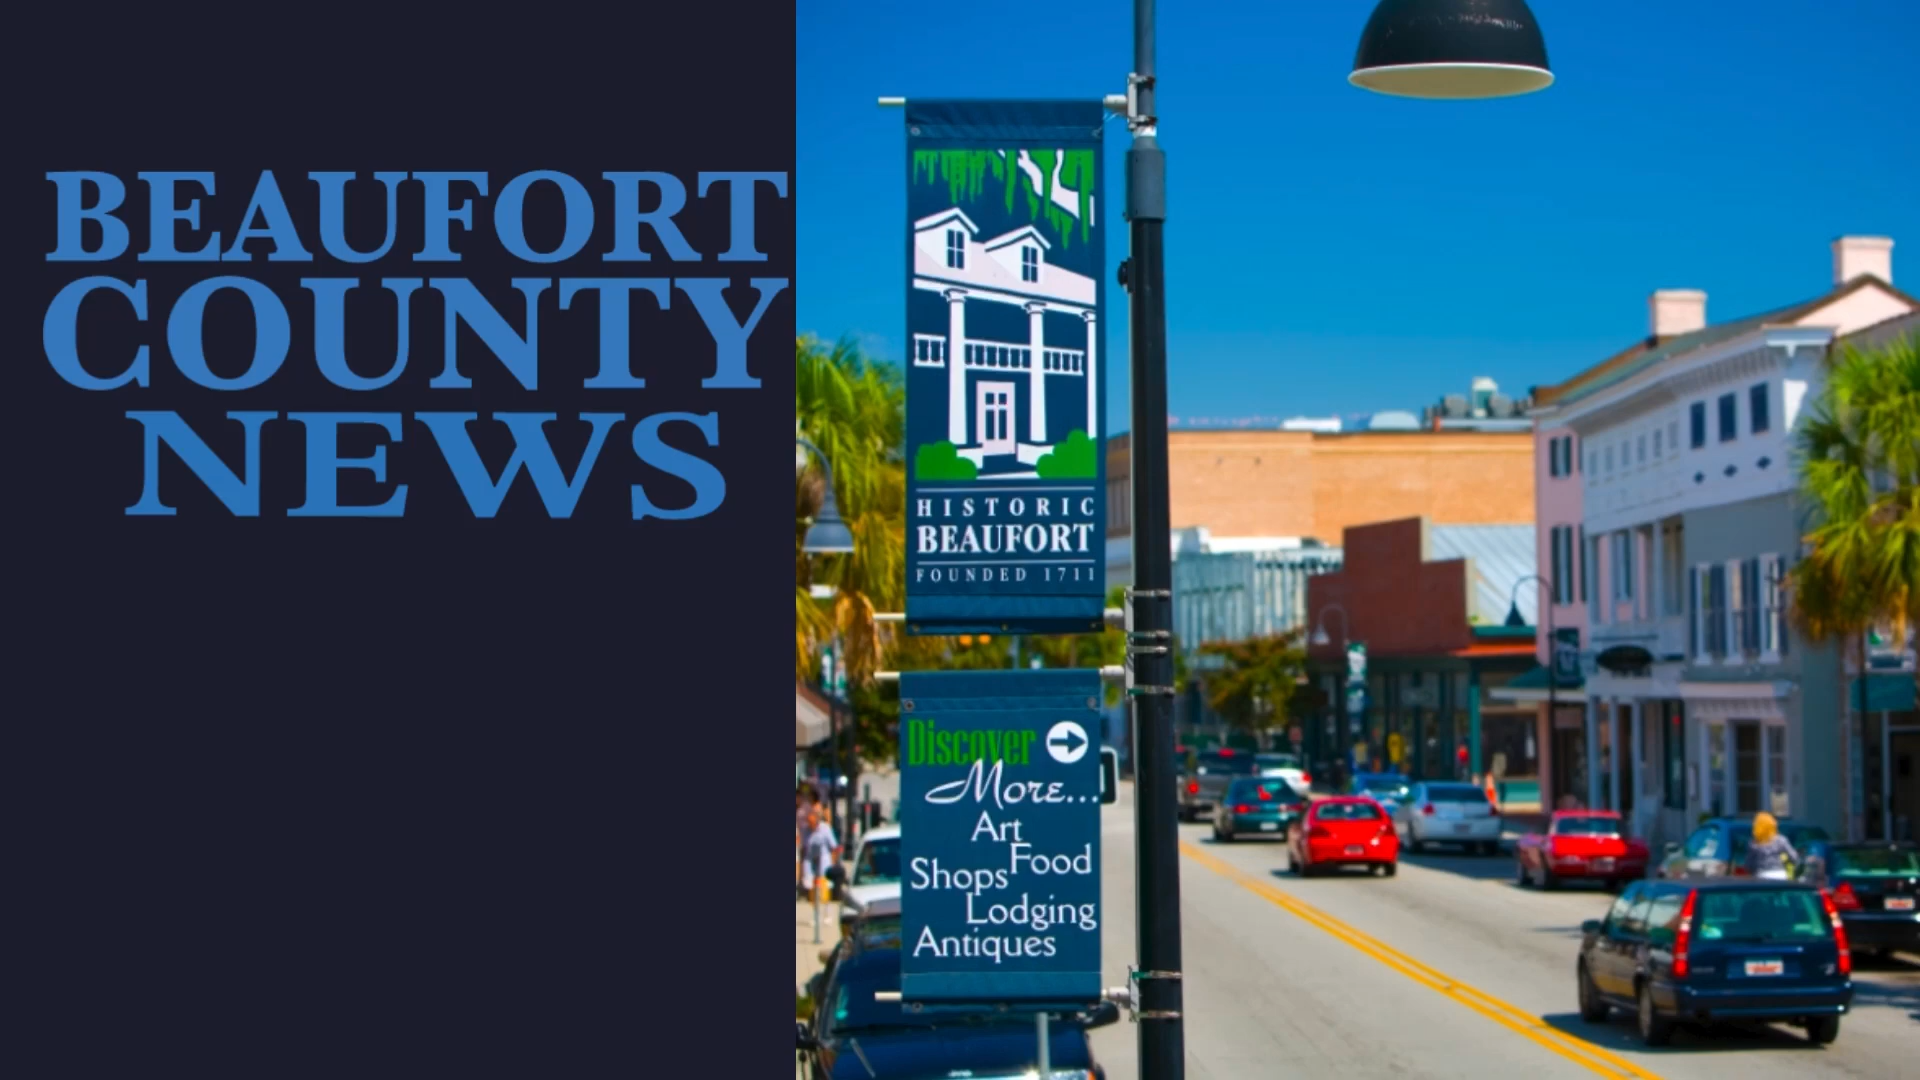 BEAUFORT
COUNTY
NEWS
HISTORIC
BEAUFORT
FOUNDED 1711
Discover
More...
Art
Food
Shops
Lodging
Antiques